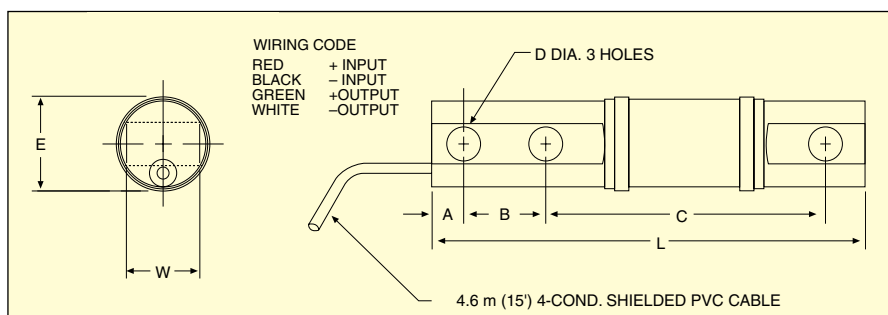 WIRING CODE
RED + INPUT
BLACK – INPUT
GREEN +OUTPUT
WHITE –OUTPUT
D DIA. 3 HOLES
E
A
B
C
L
W
4.6 m (15') 4-COND. SHIELDED PVC CABLE